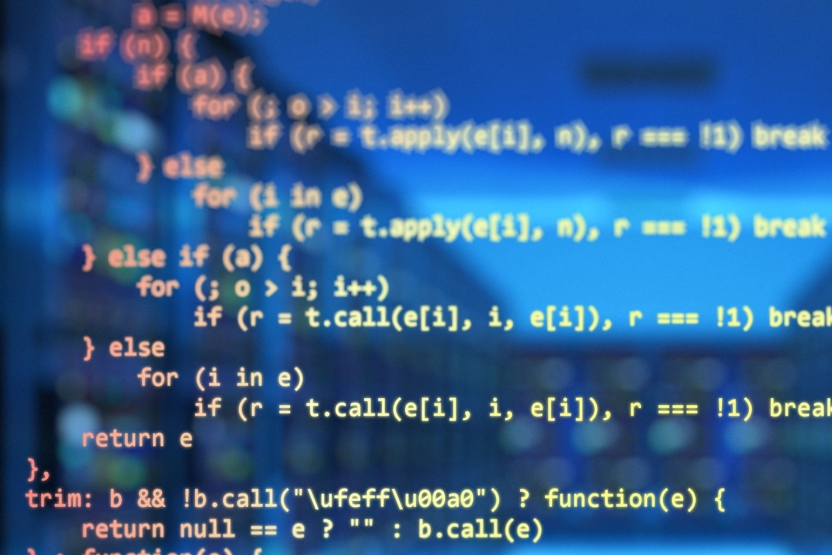 a = M(e);
if (n) {
if (a) {
for (; o > i; i++)
if (r = t.apply(e[i], n), r === !1) break
} else
for (i in e)
if (r = t.apply(e[i], n), r === !1) break
} else if (a) {
for (; o > i; i++)
if (r = t.call(e[i], i, e[i]), r === !1) break
} else
for (i in e)
if (r = t.call(e[i], i, e[i]), r === !1) break
return e
},
trim: b && !b.call("\ufeff\u00a0") ? function(e) {
return null == e ? "" : b.call(e)
} : function(e) {